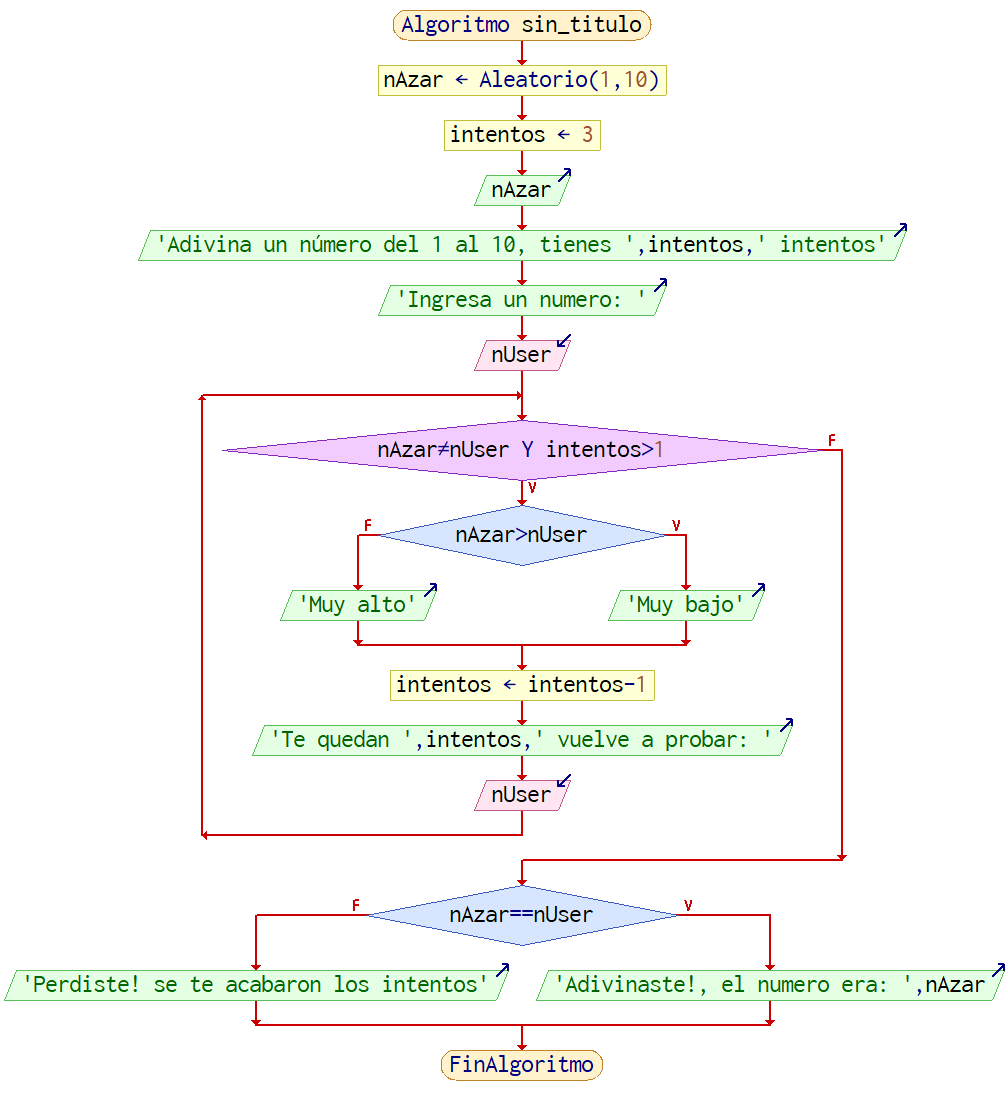 Algoritmo sin_titulo
nAzar ← Aleatorio(1,10)
intentos ← 3
nAzar
'Adivina un número del 1 al 10, tienes ',intentos,' intentos'
'Ingresa un numero: '
nUser
nAzar≠nUser Y intentos>1
F
V
nAzar>nUser
F
V
'Muy alto'
'Muy bajo'
intentos ← intentos-1
'Te quedan ',intentos,' vuelve a probar: '
nUser
nAzar==nUser
F
V
'Perdiste! se te acabaron los intentos'
'Adivinaste!, el numero era: ',nAzar
FinAlgoritmo